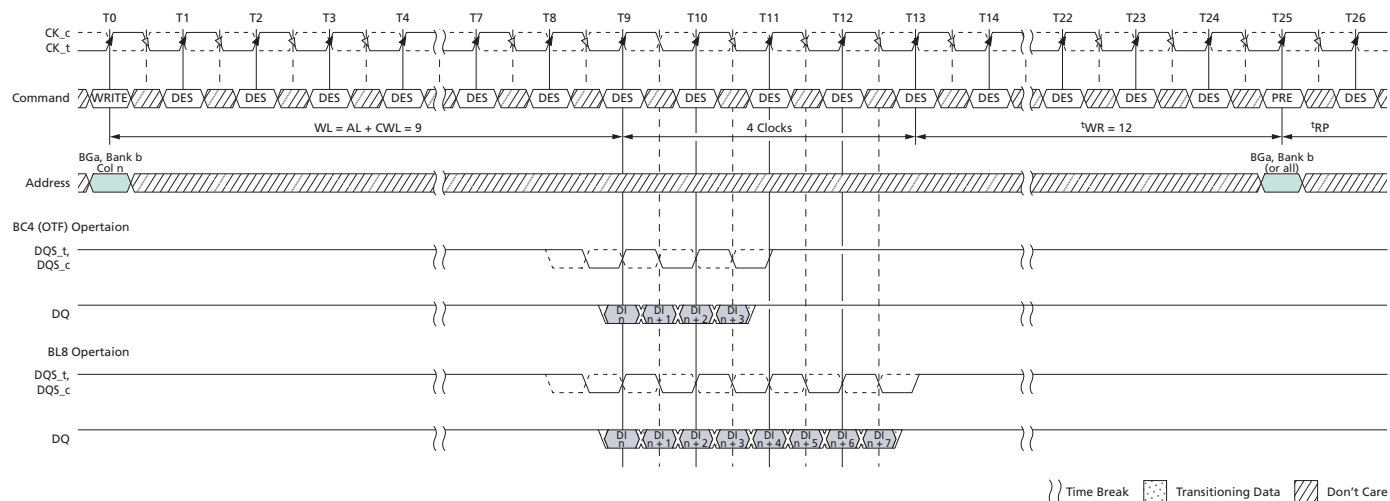 T0 T1 T2 T3 T4 T7 T8 T9 T10 T11 T12 T13 T14 T22 T23 T24 T25 T26
CK_c
CK_t
Command WRITE DES DES DES DES DES DES DES DES DES DES DES DES DES DES DES PRE DES
WL = AL + CWL = 9 4 Clocks tWR = 12 tRP
BGa, Bank b
Col n
BGa, Bank b
(or all)
Address
BC4 (OTF) Opertaion
DQS_t,
DQS_c
DQ DI n DI n + 1 DI n + 2 DI n + 3
BL8 Opertaion
DQS_t,
DQS_c
DQ DI n DI n + 1 DI n + 2 DI n + 3 DI n + 4 DI n + 5 DI n + 6 DI n + 7
Time Break Transitioning Data Don't Care